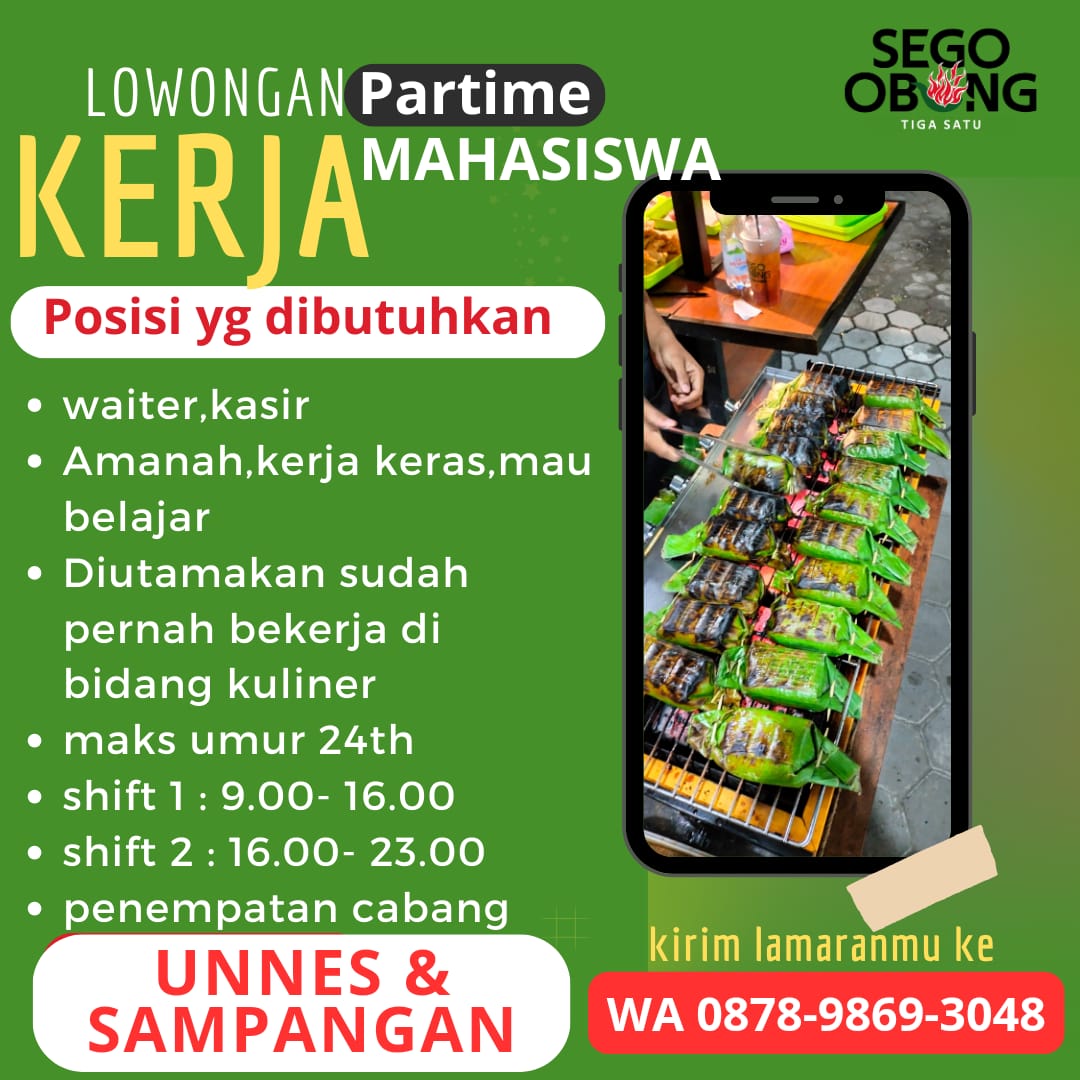 SEGO
OBONG
TIGA SATU
LOWONGAN Partime
KERJA MAHASISWA
Posisi yg dibutuhkan
• waiter,kasir
• Amanah,kerja keras,mau
belajar
• Diutamakan sudah
pernah bekerja di
bidang kuliner
• maks umur 24th
• shift 1 : 9.00- 16.00
• shift 2 : 16.00- 23.00
• penempatan cabang
UNNES &
SAMPANGAN
SEGO
kirim lamaranmu ke
WA 0878-9869-3048